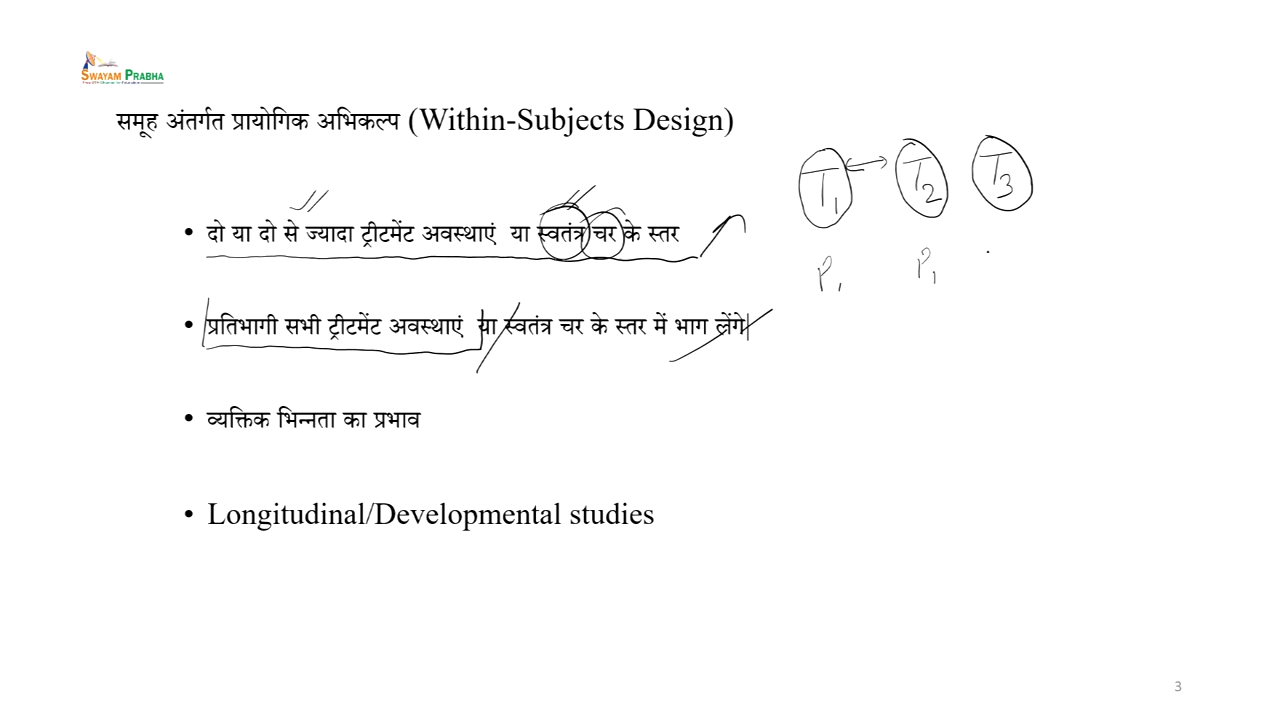 SWAYAM PRABHA
समूह अंतर्गत प्रायोगिक अभिकल्प (Within-Subjects Design)
T1 T2 T3
• दो या दो से ज्यादा ट्रीटमेंट अवस्थाएं या स्वतंत्र चर के स्तर
P1 P1
• प्रतिभागी सभी ट्रीटमेंट अवस्थाएं या स्वतंत्र चर के स्तर में भाग लेंगे
• व्यक्तिक भिन्नता का प्रभाव
• Longitudinal/Developmental studies
3